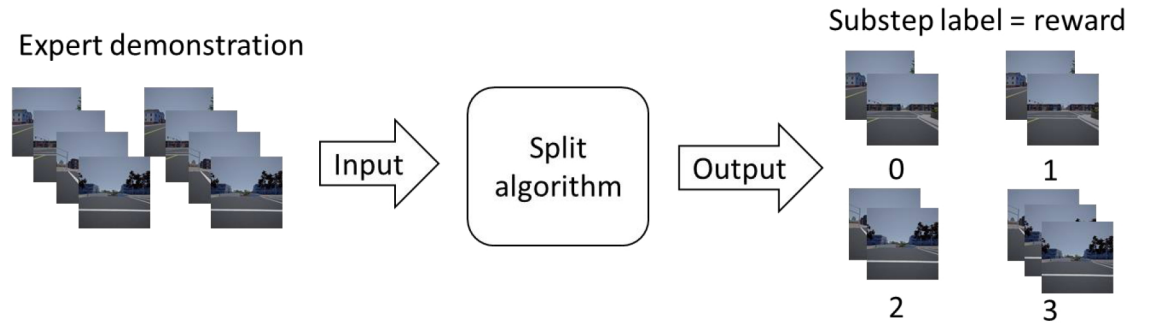 Expert demonstration
Input
Split
algorithm
Output
Substep label = reward
0
1
2
3